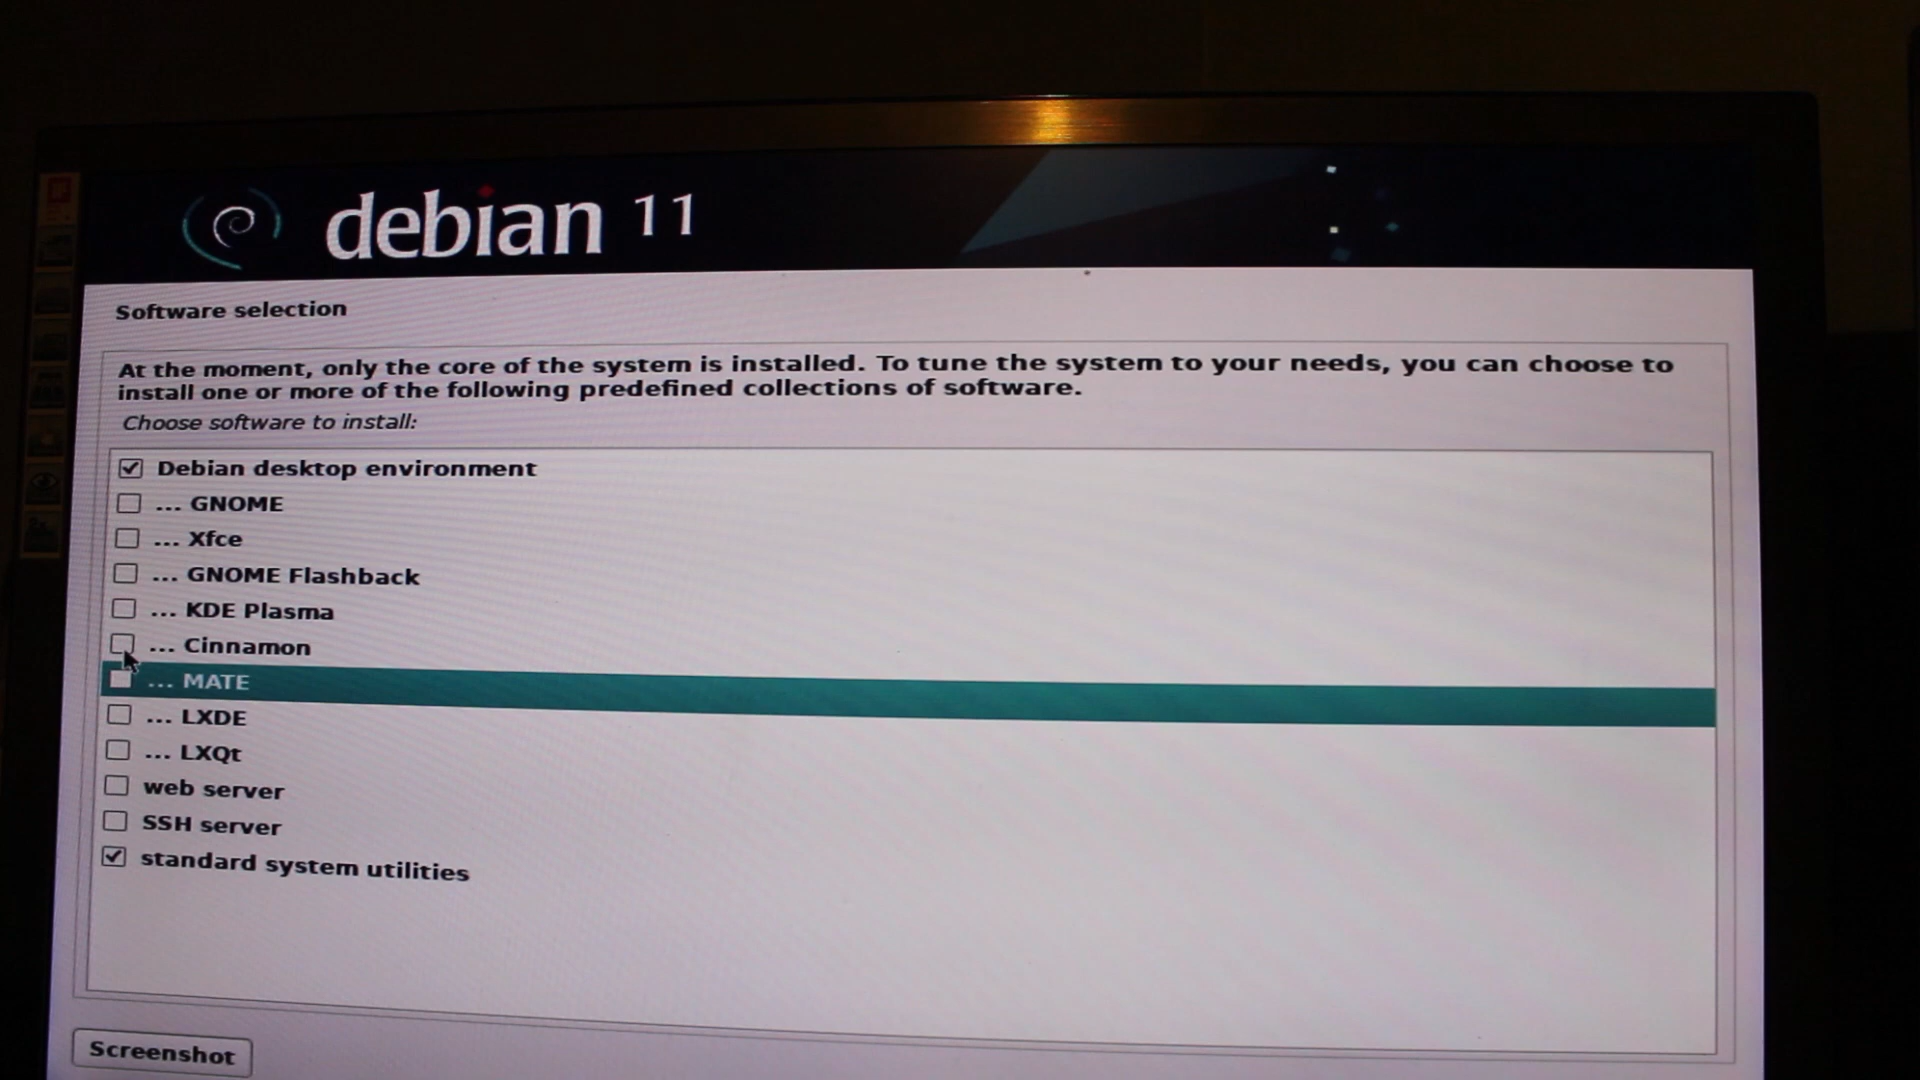 debian 11
Software selection
At the moment, only the core of the system is installed. To tune the system to your needs, you can choose to
install one or more of the following predefined collections of software.
Choose software to install:
Debian desktop environment
... GNOME
... Xfce
... GNOME Flashback
... KDE Plasma
... Cinnamon
... MATE
... LXDE
... LXQt
web server
SSH server
standard system utilities
Screenshot